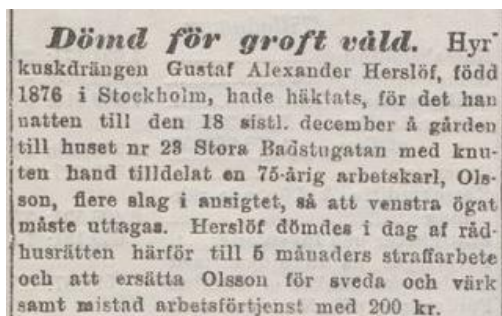 Dömd för groft våld. Hyr-
kuskdrängen Gustaf Alexander Herslöf, född
1876 i Stockholm, hade häktats, för det han
natten till den 18 sistl. december å gården
till huset nr 23 Stora Badstugatan med knu-
ten hand tilldelat en 75-årig arbetskarl, Ols-
son, flere slag i ansigtet, så att venstra ögat
måste uttagas. Herslöf dömdes i dag af råd-
husrätten härför till 5 månaders straffarbete
och att ersätta Olsson för sveda och värk
samt mistad arbetsförtjenst med 200 kr.